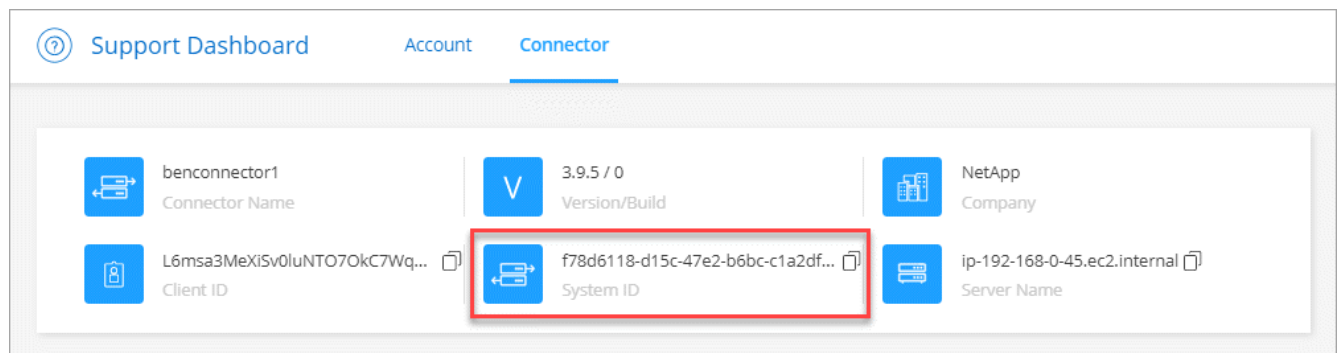 Support Dashboard Account Connector
benconnector1 3.9.5 / 0 NetApp
Connector Name V Version/Build Company
L6msa3MeXiSv0luNTO7OkC7Wq... f78d6118-d15c-47e2-b6bc-c1a2df... ip-192-168-0-45.ec2.internal
Client ID System ID Server Name